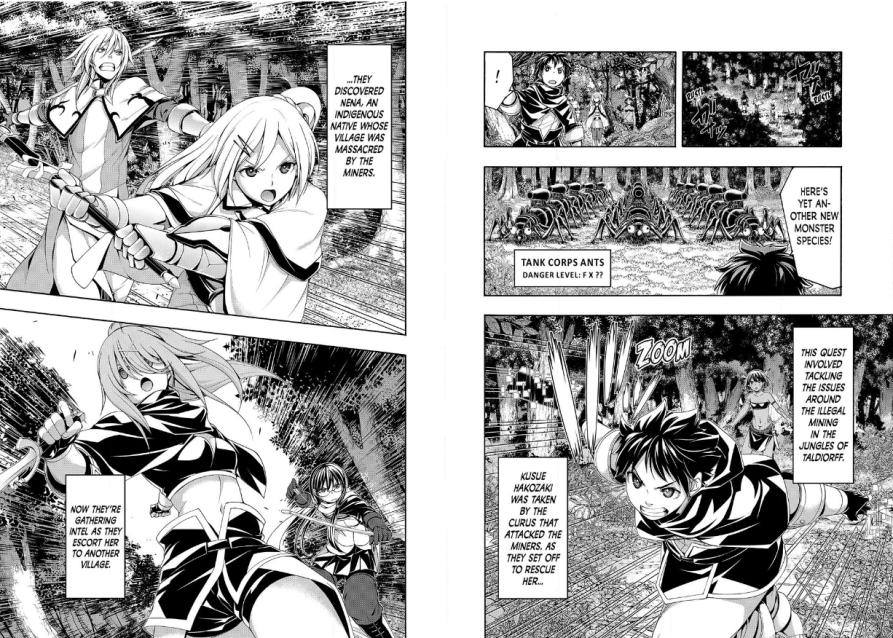 RUSTL
RUSTL
!
HERE'S
YET AN-
OTHER NEW
MONSTER
SPECIES!
TANK CORPS ANTS
DANGER LEVEL: F X ??
ZOOM
THIS QUEST
INVOLVED
TACKLING
THE ISSUES
AROUND
THE ILLEGAL
MINING
IN THE
JUNGLES OF
TALDIORFF.
KUSUE
HAKOZAKI
WAS TAKEN
BY THE
CURUS THAT
ATTACKED
THE MINERS. AS
THEY SET OFF
TO RESCUE
HER...
...THEY
DISCOVERED
NENA, AN
INDIGENOUS
NATIVE WHOSE
VILLAGE WAS
MASSACRED
BY THE
MINERS.
NOW THEY'RE
GATHERING
INTEL AS THEY
ESCORT HER
TO ANOTHER
VILLAGE.